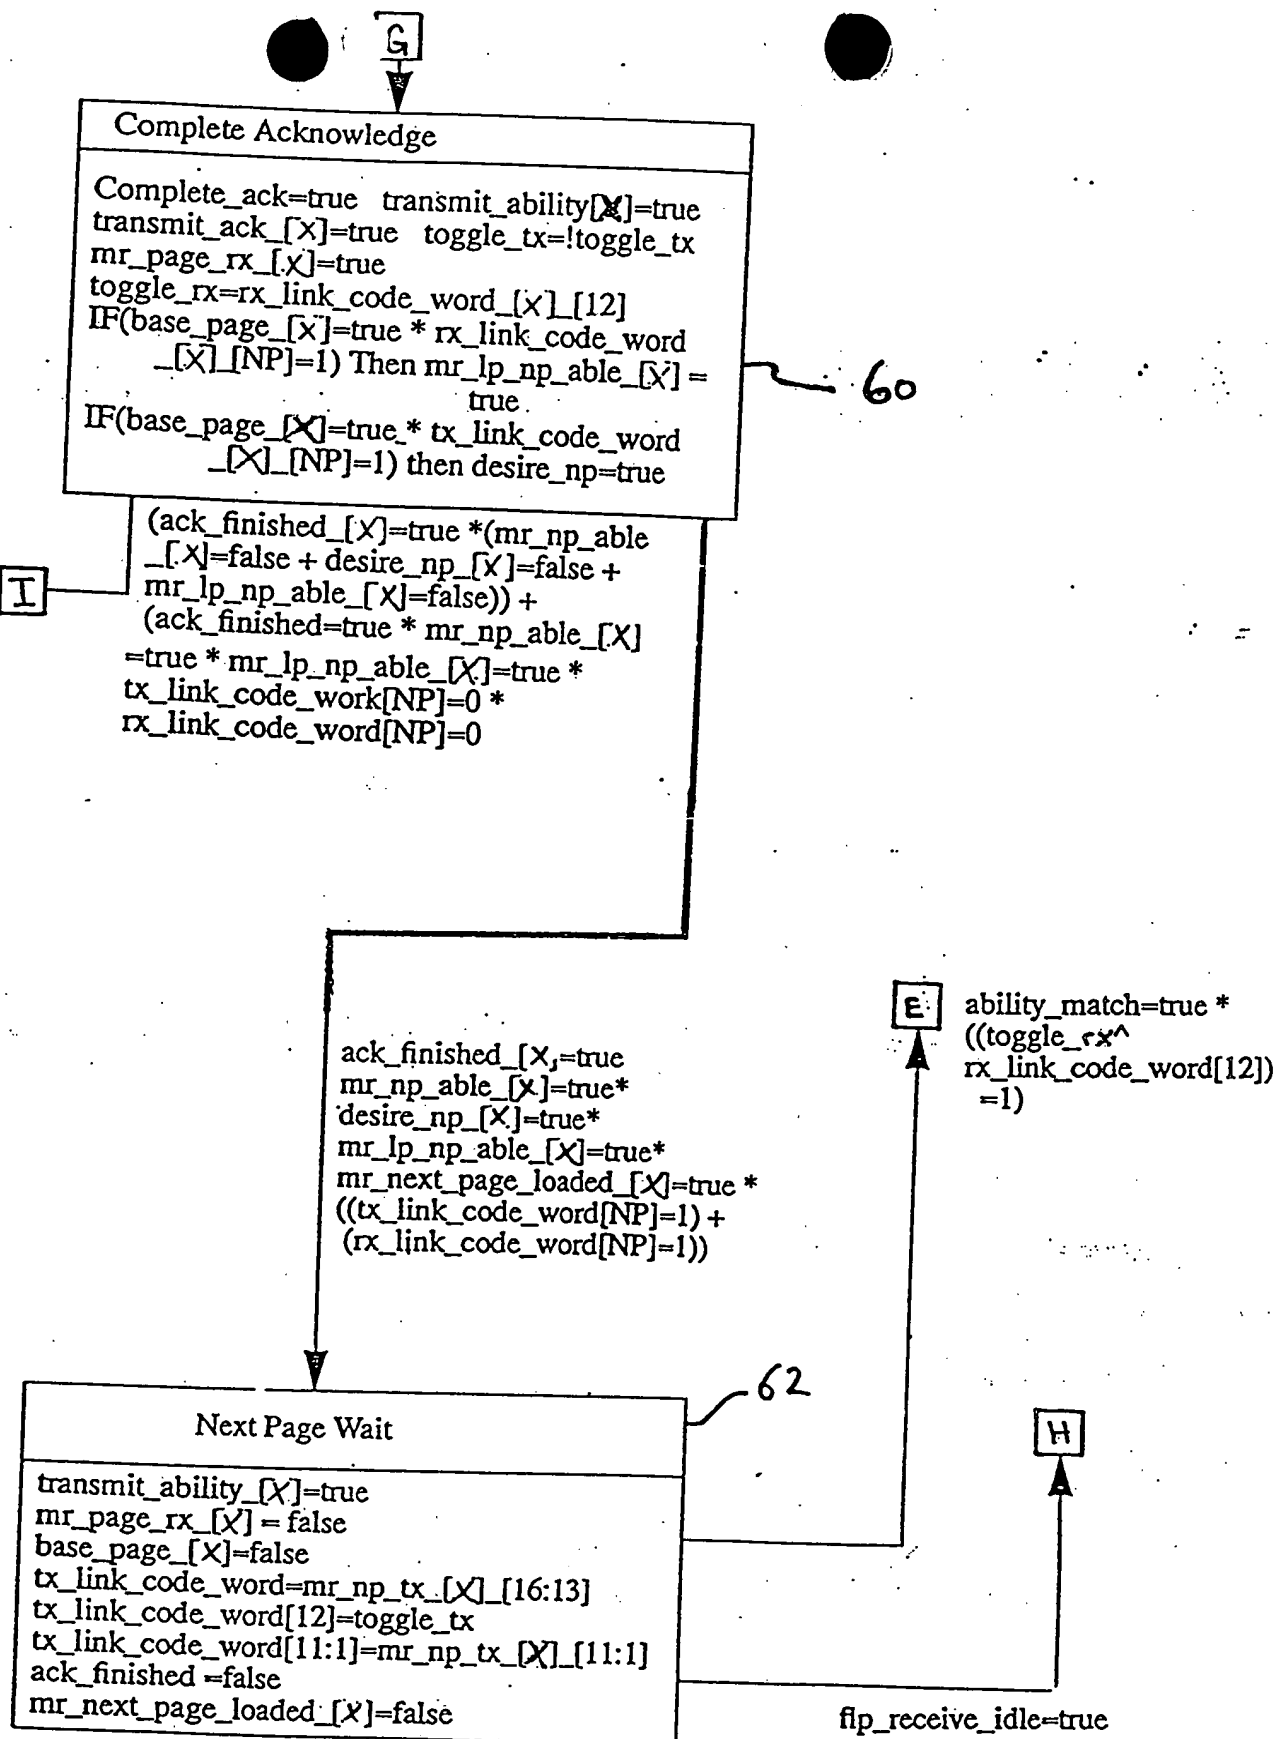 G
Complete Acknowledge
Complete_ack=true transmit_ability[X]=true
transmit_ack_[X]=true toggle_tx=!toggle_tx
mr_page_rx_[X]=true
toggle_rx=rx_link_code_word_[X]_[12]
IF(base_page_[X]=true * rx_link_code_word
_[X]_[NP]=1) Then mr_lp_np_able_[X] =
true
60
IF(base_page_[X]=true * tx_link_code_word
_[X]_[NP]=1) then desire_np=true
(ack_finished_[X]=true *(mr_np_able
_[X]=false + desire_np_[X]=false +
I
mr_lp_np_able_[X]=false)) +
(ack_finished=true * mr_np_able_[X]
=true * mr_lp_np_able_[X]=true *
tx_link_code_work[NP]=0 *
rx_link_code_word[NP]=0
E
ability_match=true *
((toggle_rx^
rx_link_code_word[12])
=1)
ack_finished_[X]=true
mr_np_able_[X]=true*
desire_np_[X]=true*
mr_lp_np_able_[X]=true*
mr_next_page_loaded_[X]=true *
((tx_link_code_word[NP]=1) +
(rx_link_code_word[NP]=1))
62
Next Page Wait
H
transmit_ability_[X]=true
mr_page_rx_[X] = false
base_page_[X]=false
tx_link_code_word=mr_np_tx_[X]_[16:13]
tx_link_code_word[12]=toggle_tx
tx_link_code_word[11:1]=mr_np_tx_[X]_[11:1]
ack_finished =false
mr_next_page_loaded_[X]=false
flp_receive_idle=true